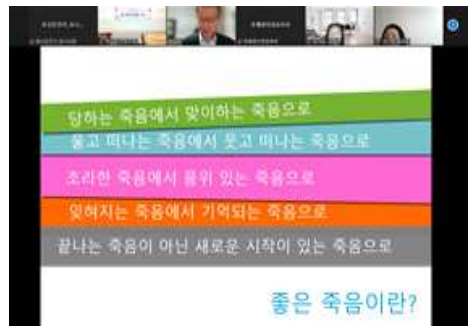 당하는 죽음에서 맞이하는 죽음으로
울고 떠나는 죽음에서 웃고 떠나는 죽음으로
초라한 죽음에서 품위 있는 죽음으로
잊혀지는 죽음에서 기억되는 죽음으로
끝나는 죽음이 아닌 새로운 시작이 있는 죽음으로
좋은 죽음이란?